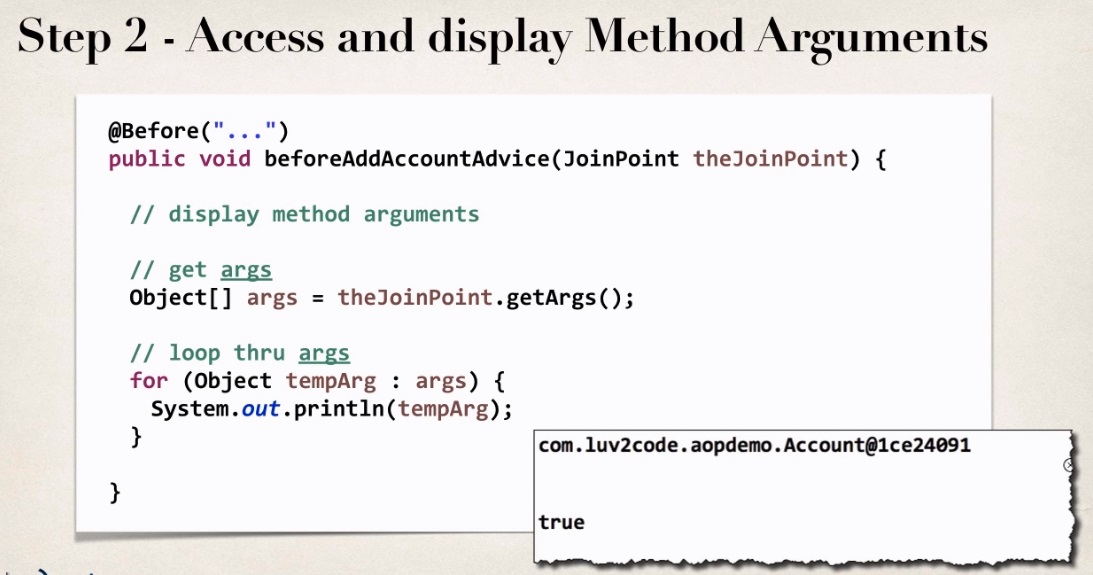 Step 2 - Access and display Method Arguments
@Before("...")
public void beforeAddAccountAdvice(JoinPoint theJoinPoint) {
// display method arguments
// get args
Object[] args = theJoinPoint.getArgs();
// loop thru args
for (Object tempArg : args) {
System.out.println(tempArg);
}
}
com.luv2code.aopdemo.Account@1ce24091
true